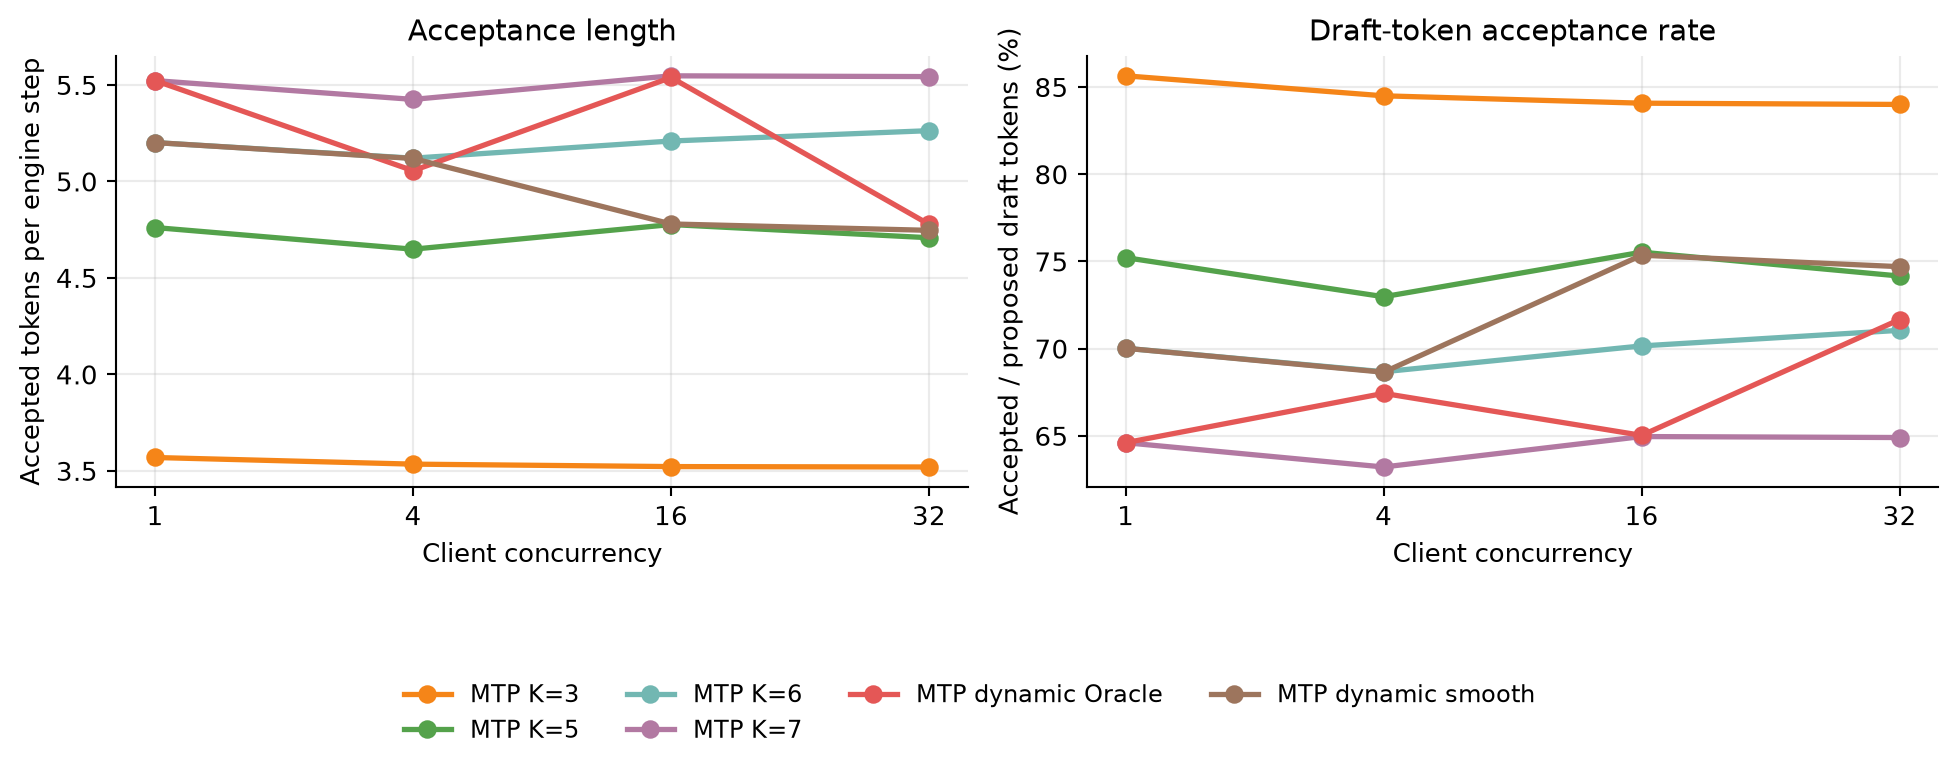 Acceptance length
Accepted tokens per engine step
5.5
5.0
4.5
4.0
3.5
1 4 16 32
Client concurrency
Draft-token acceptance rate
Accepted / proposed draft tokens (%)
85
80
75
70
65
1 4 16 32
Client concurrency
MTP K=3 MTP K=6 MTP dynamic Oracle MTP dynamic smooth
MTP K=5 MTP K=7